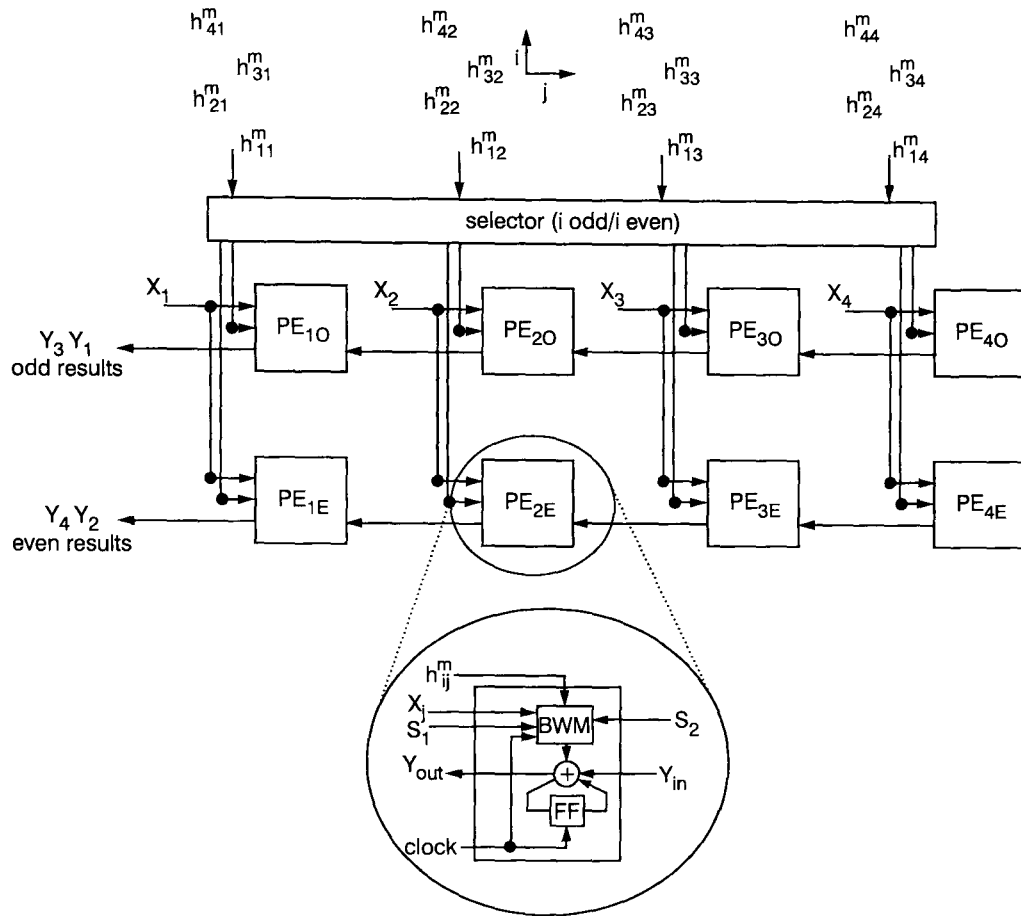 h^m_41 h^m_42 h^m_43 h^m_44
i
h^m_31 h^m_32 h^m_33 h^m_34
j
h^m_21 h^m_22 h^m_23 h^m_24
h^m_11 h^m_12 h^m_13 h^m_14
selector (i odd/i even)
X_1 X_2 X_3 X_4
PE_1O PE_2O PE_3O PE_4O
Y_3 Y_1
odd results
PE_1E PE_2E PE_3E PE_4E
Y_4 Y_2
even results
h^m_ij
X_j
S_1 BWM S_2
Y_out + Y_in
FF
clock